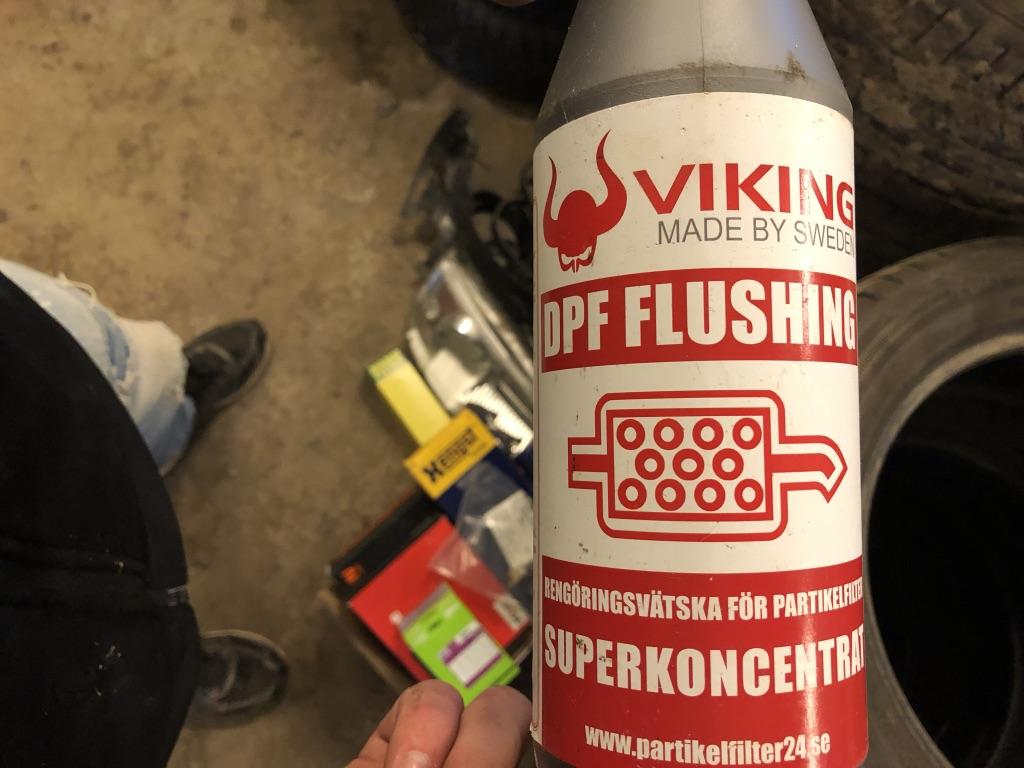 VIKING
MADE BY SWEDEN
DPF FLUSHING
RENGÖRINGSVÄTSKA FÖR PARTIKELFILTER
SUPERKONCENTRAT
www.partikelfilter24.se
Hengst